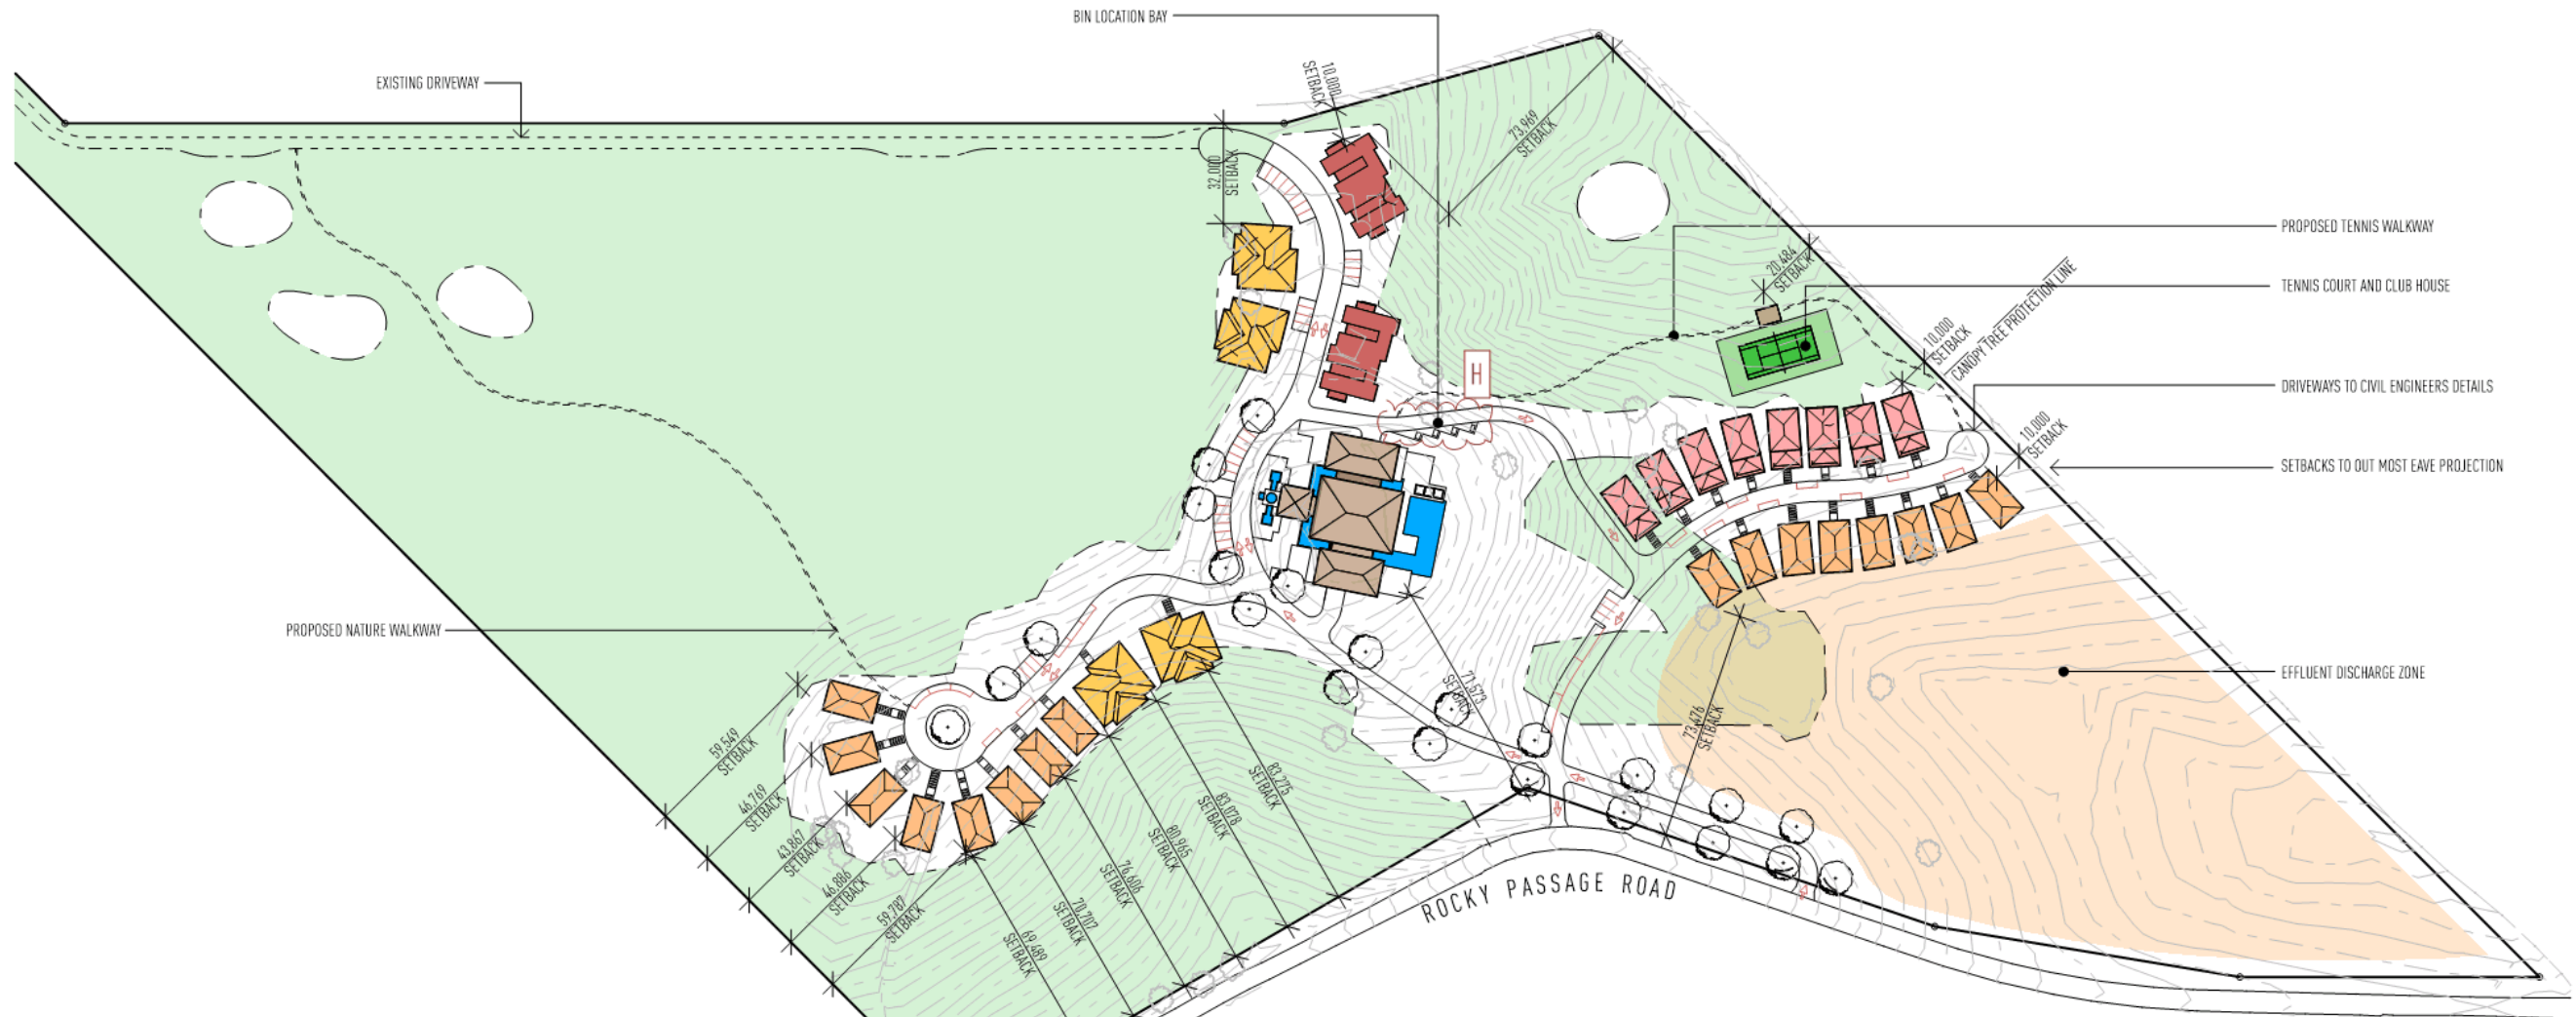 BIN LOCATION BAY
EXISTING DRIVEWAY
10,000
SETBACK
73,969
SETBACK
32,000
SETBACK
PROPOSED TENNIS WALKWAY
20,484
SETBACK
TENNIS COURT AND CLUB HOUSE
10,000
SETBACK
CANOPY TREE PROTECTION LINE
H
DRIVEWAYS TO CIVIL ENGINEERS DETAILS
10,000
SETBACK
SETBACKS TO OUT MOST EAVE PROJECTION
PROPOSED NATURE WALKWAY
EFFLUENT DISCHARGE ZONE
71,573
SETBACK
73,476
SETBACK
59,549
SETBACK
46,769
SETBACK
43,867
SETBACK
46,886
SETBACK
59,787
SETBACK
69,489
SETBACK
70,707
SETBACK
76,606
SETBACK
80,965
SETBACK
83,078
SETBACK
83,275
SETBACK
ROCKY PASSAGE ROAD